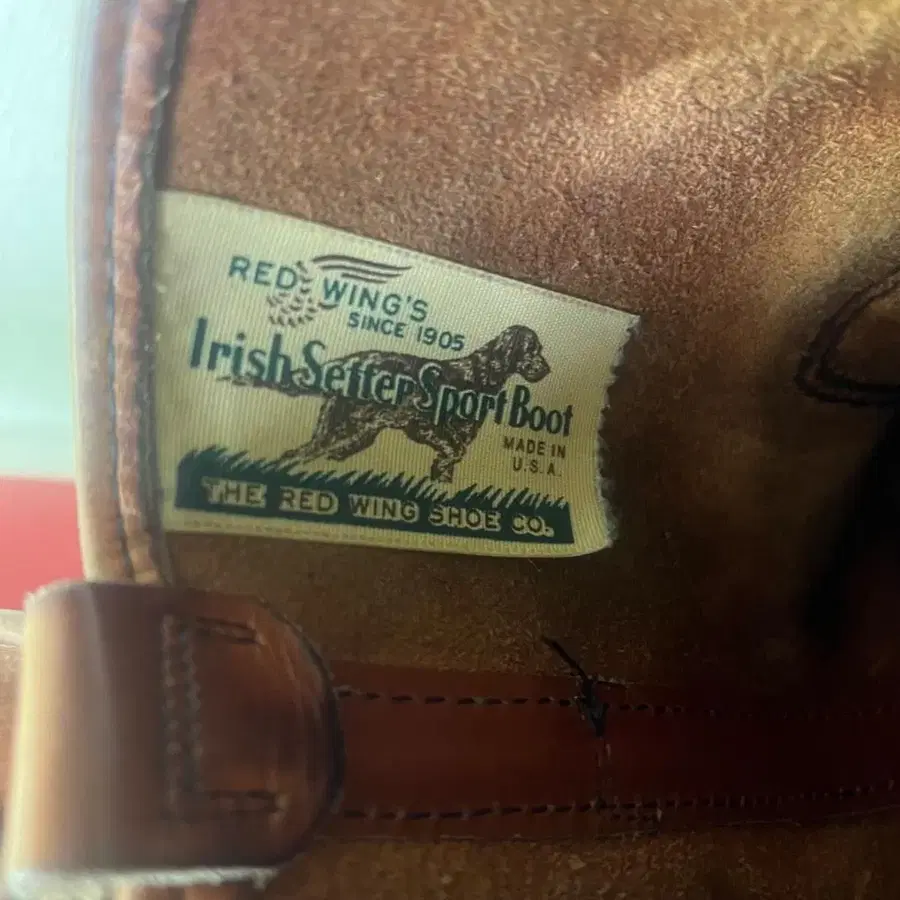 RED WING'S
SINCE 1905
Irish Setter Sport Boot
MADE IN
U.S.A.
THE RED WING SHOE CO.